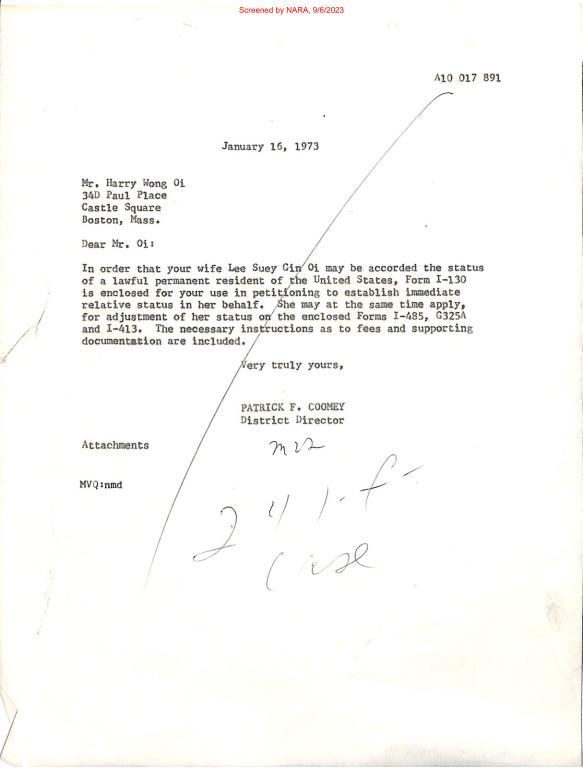 Screened by NARA, 9/6/2023
A10 017 891
January 16, 1973
Mr. Harry Wong Oi
34D Paul Place
Castle Square
Boston, Mass.
Dear Mr. Oi:
In order that your wife Lee Suey Gin Oi may be accorded the status
of a lawful permanent resident of the United States, Form I-130
is enclosed for your use in petitioning to establish immediate
relative status in her behalf. She may at the same time apply,
for adjustment of her status on the enclosed Forms I-485, G325A
and I-413. The necessary instructions as to fees and supporting
documentation are included.
Very truly yours,
PATRICK F. COOMEY
District Director
Attachments
MVQ:nmd
case